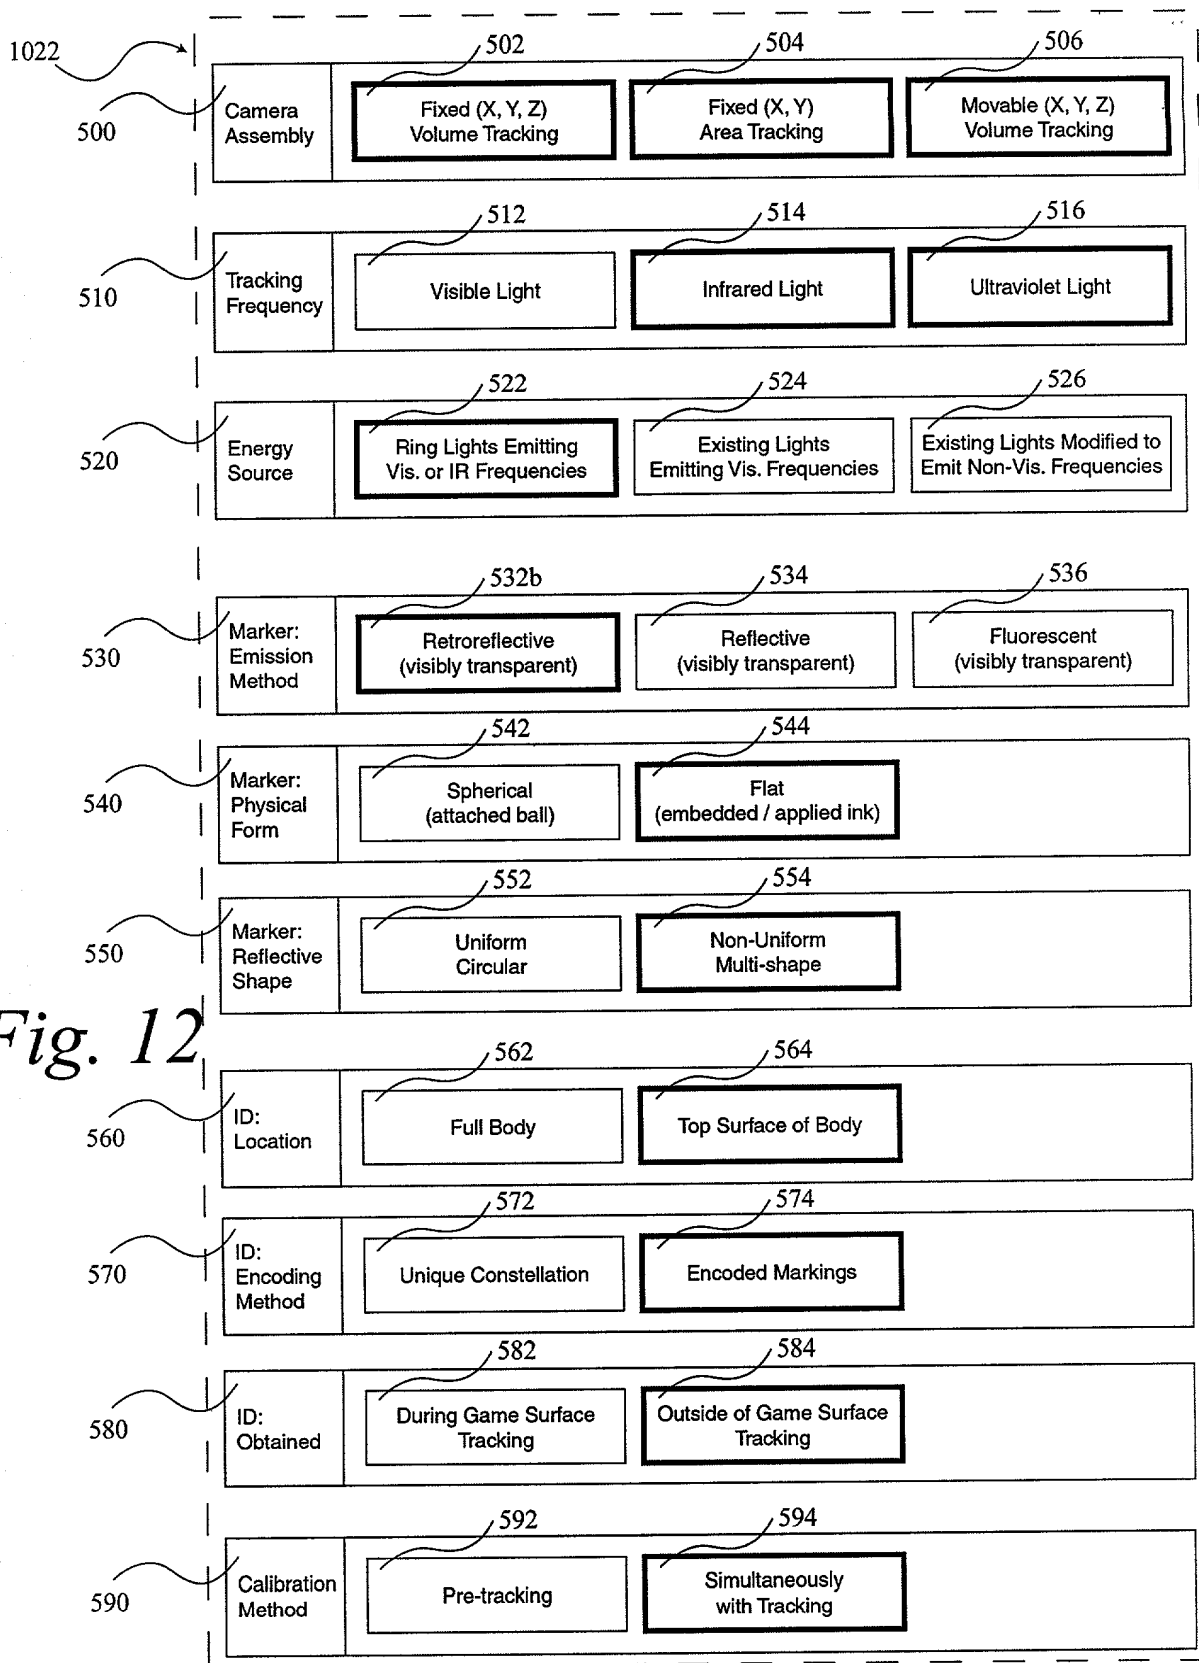 1022
502
504
506
500
Camera
Assembly
Fixed (X, Y, Z)
Volume Tracking
Fixed (X, Y)
Area Tracking
Movable (X, Y, Z)
Volume Tracking
512
514
516
510
Tracking
Frequency
Visible Light
Infrared Light
Ultraviolet Light
522
524
526
520
Energy
Source
Ring Lights Emitting
Vis. or IR Frequencies
Existing Lights
Emitting Vis. Frequencies
Existing Lights Modified to
Emit Non-Vis. Frequencies
532b
534
536
530
Marker:
Emission
Method
Retroreflective
(visibly transparent)
Reflective
(visibly transparent)
Fluorescent
(visibly transparent)
542
544
540
Marker:
Physical
Form
Spherical
(attached ball)
Flat
(embedded / applied ink)
552
554
550
Marker:
Reflective
Shape
Uniform
Circular
Non-Uniform
Multi-shape
Fig. 12
562
564
560
ID:
Location
Full Body
Top Surface of Body
572
574
570
ID:
Encoding
Method
Unique Constellation
Encoded Markings
582
584
580
ID:
Obtained
During Game Surface
Tracking
Outside of Game Surface
Tracking
592
594
590
Calibration
Method
Pre-tracking
Simultaneously
with Tracking